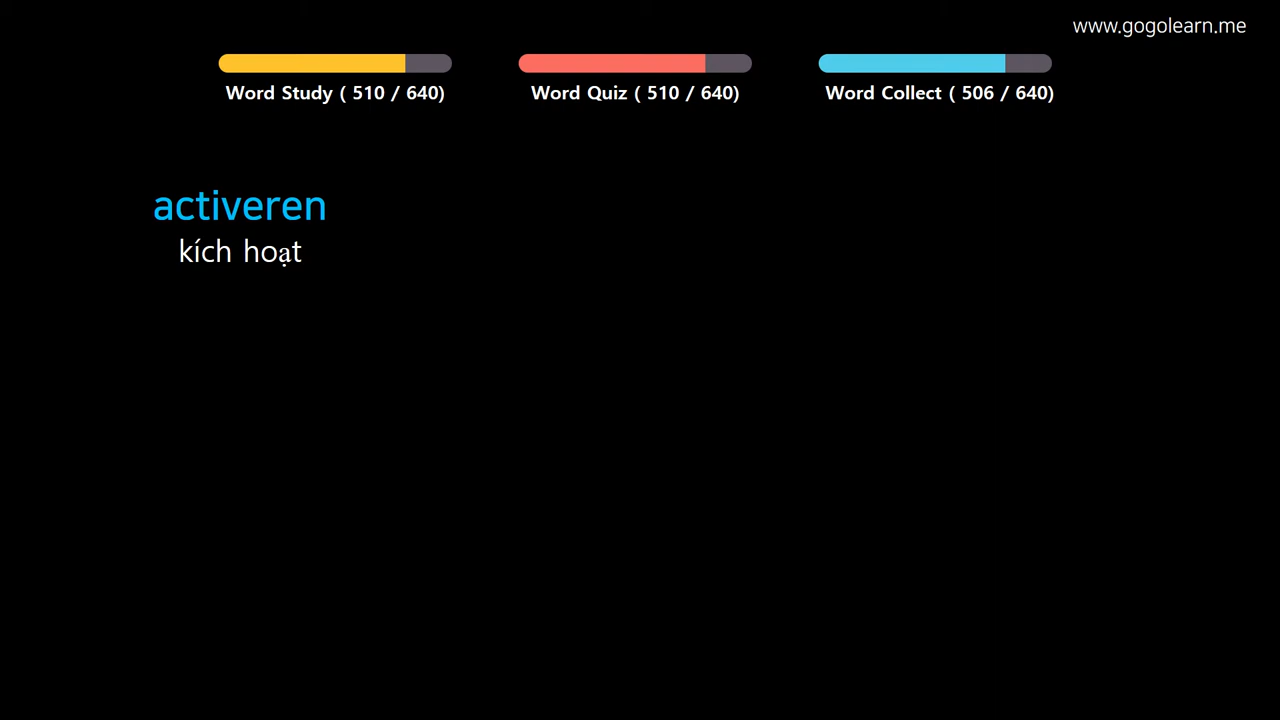 www.gogolearn.me
Word Study ( 510 / 640)
Word Quiz ( 510 / 640)
Word Collect ( 506 / 640)
activeren
kích hoạt